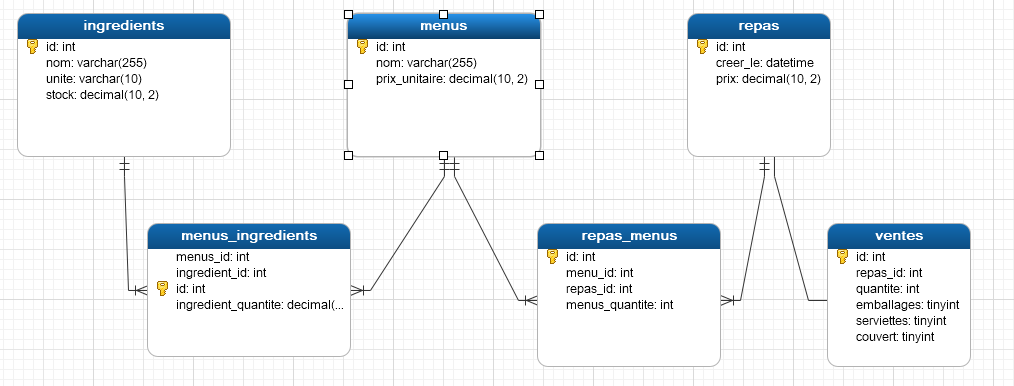 ingredients
id: int
nom: varchar(255)
unite: varchar(10)
stock: decimal(10, 2)
menus
id: int
nom: varchar(255)
prix_unitaire: decimal(10, 2)
repas
id: int
creer_le: datetime
prix: decimal(10, 2)
menus_ingredients
menus_id: int
ingredient_id: int
id: int
ingredient_quantite: decimal(...
repas_menus
id: int
menu_id: int
repas_id: int
menus_quantite: int
ventes
id: int
repas_id: int
quantite: int
emballages: tinyint
serviettes: tinyint
couvert: tinyint